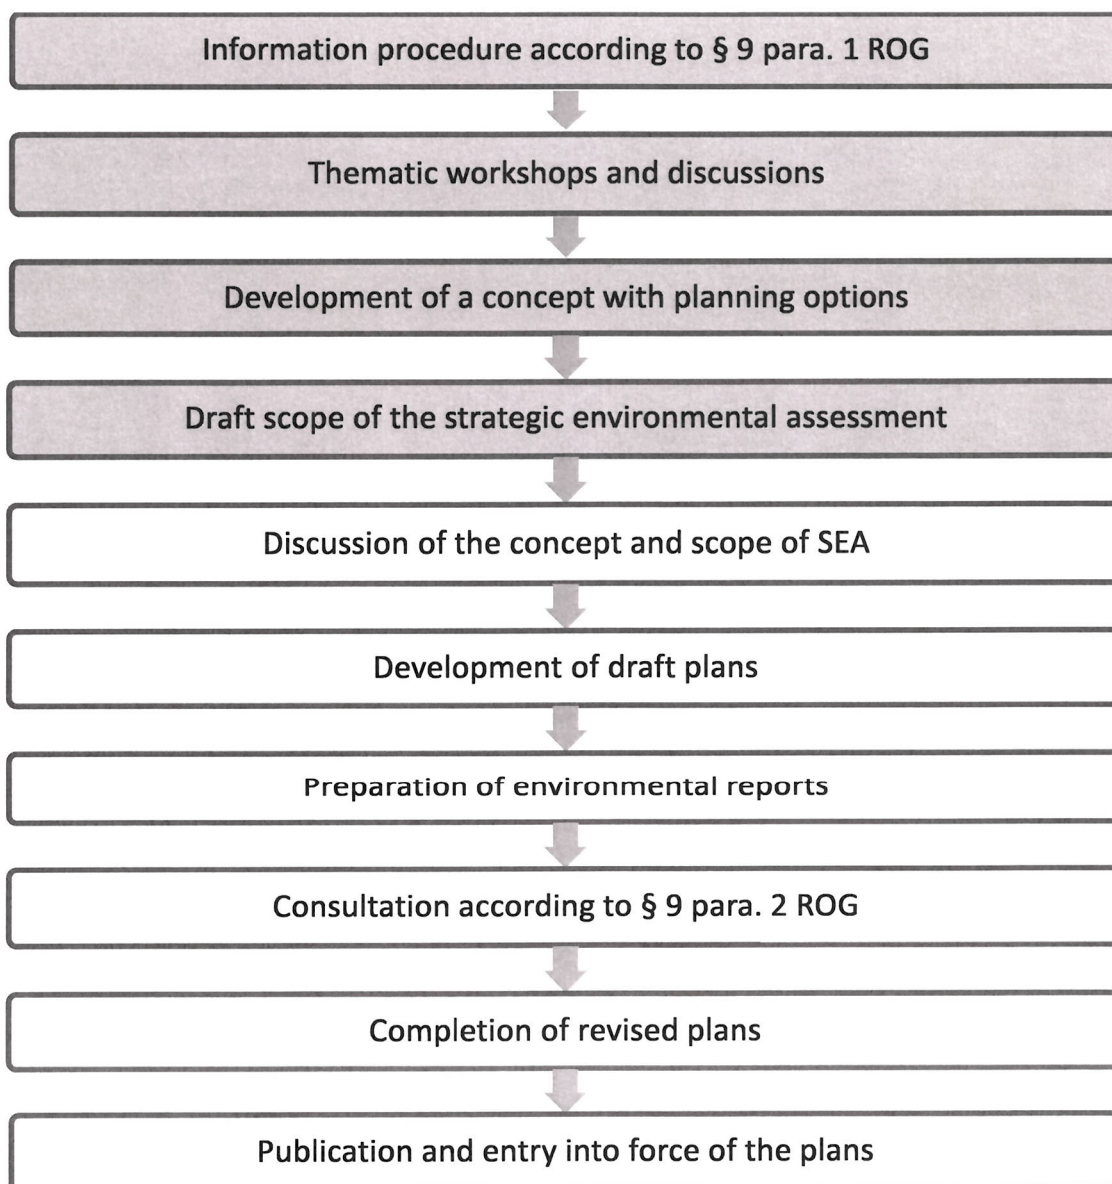 Information procedure according to § 9 para. 1 ROG
Thematic workshops and discussions
Development of a concept with planning options
Draft scope of the strategic environmental assessment
Discussion of the concept and scope of SEA
Development of draft plans
Preparation of environmental reports
Consultation according to § 9 para. 2 ROG
Completion of revised plans
Publication and entry into force of the plans